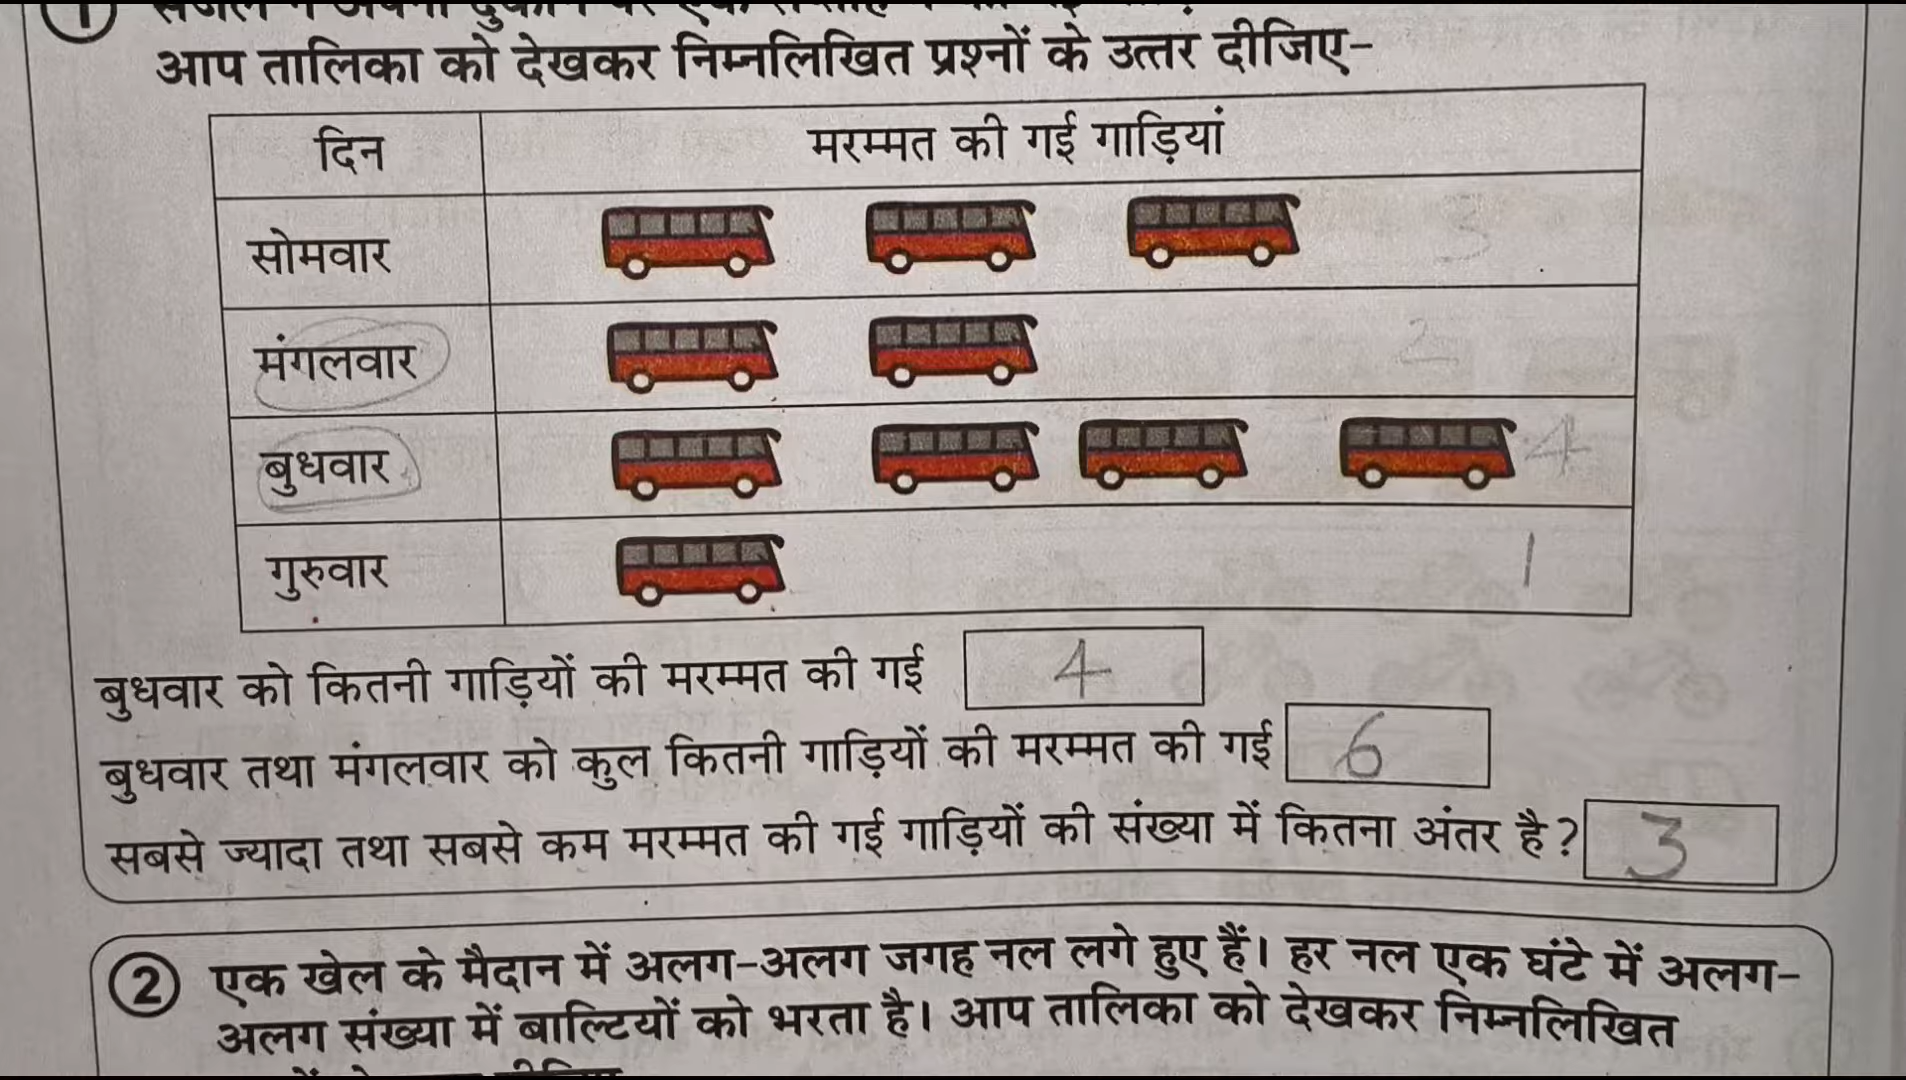 1
आप तालिका को देखकर निम्नलिखित प्रश्नों के उत्तर दीजिए-
दिन मरम्मत की गई गाड़ियां
सोमवार 3
मंगलवार 2
बुधवार 4
गुरुवार 1
बुधवार को कितनी गाड़ियों की मरम्मत की गई 4
बुधवार तथा मंगलवार को कुल कितनी गाड़ियों की मरम्मत की गई 6
सबसे ज्यादा तथा सबसे कम मरम्मत की गई गाड़ियों की संख्या में कितना अंतर है? 3
2 एक खेल के मैदान में अलग-अलग जगह नल लगे हुए हैं। हर नल एक घंटे में अलग-
अलग संख्या में बाल्टियों को भरता है। आप तालिका को देखकर निम्नलिखित